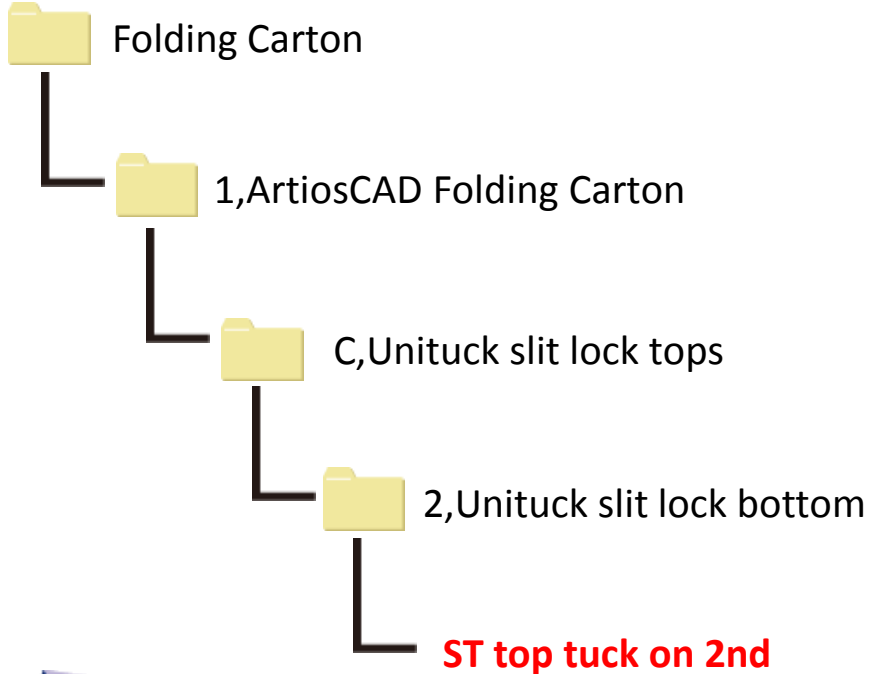 Folding Carton
1,ArtiosCAD Folding Carton
C,Unituck slit lock tops
2,Unituck slit lock bottom
ST top tuck on 2nd